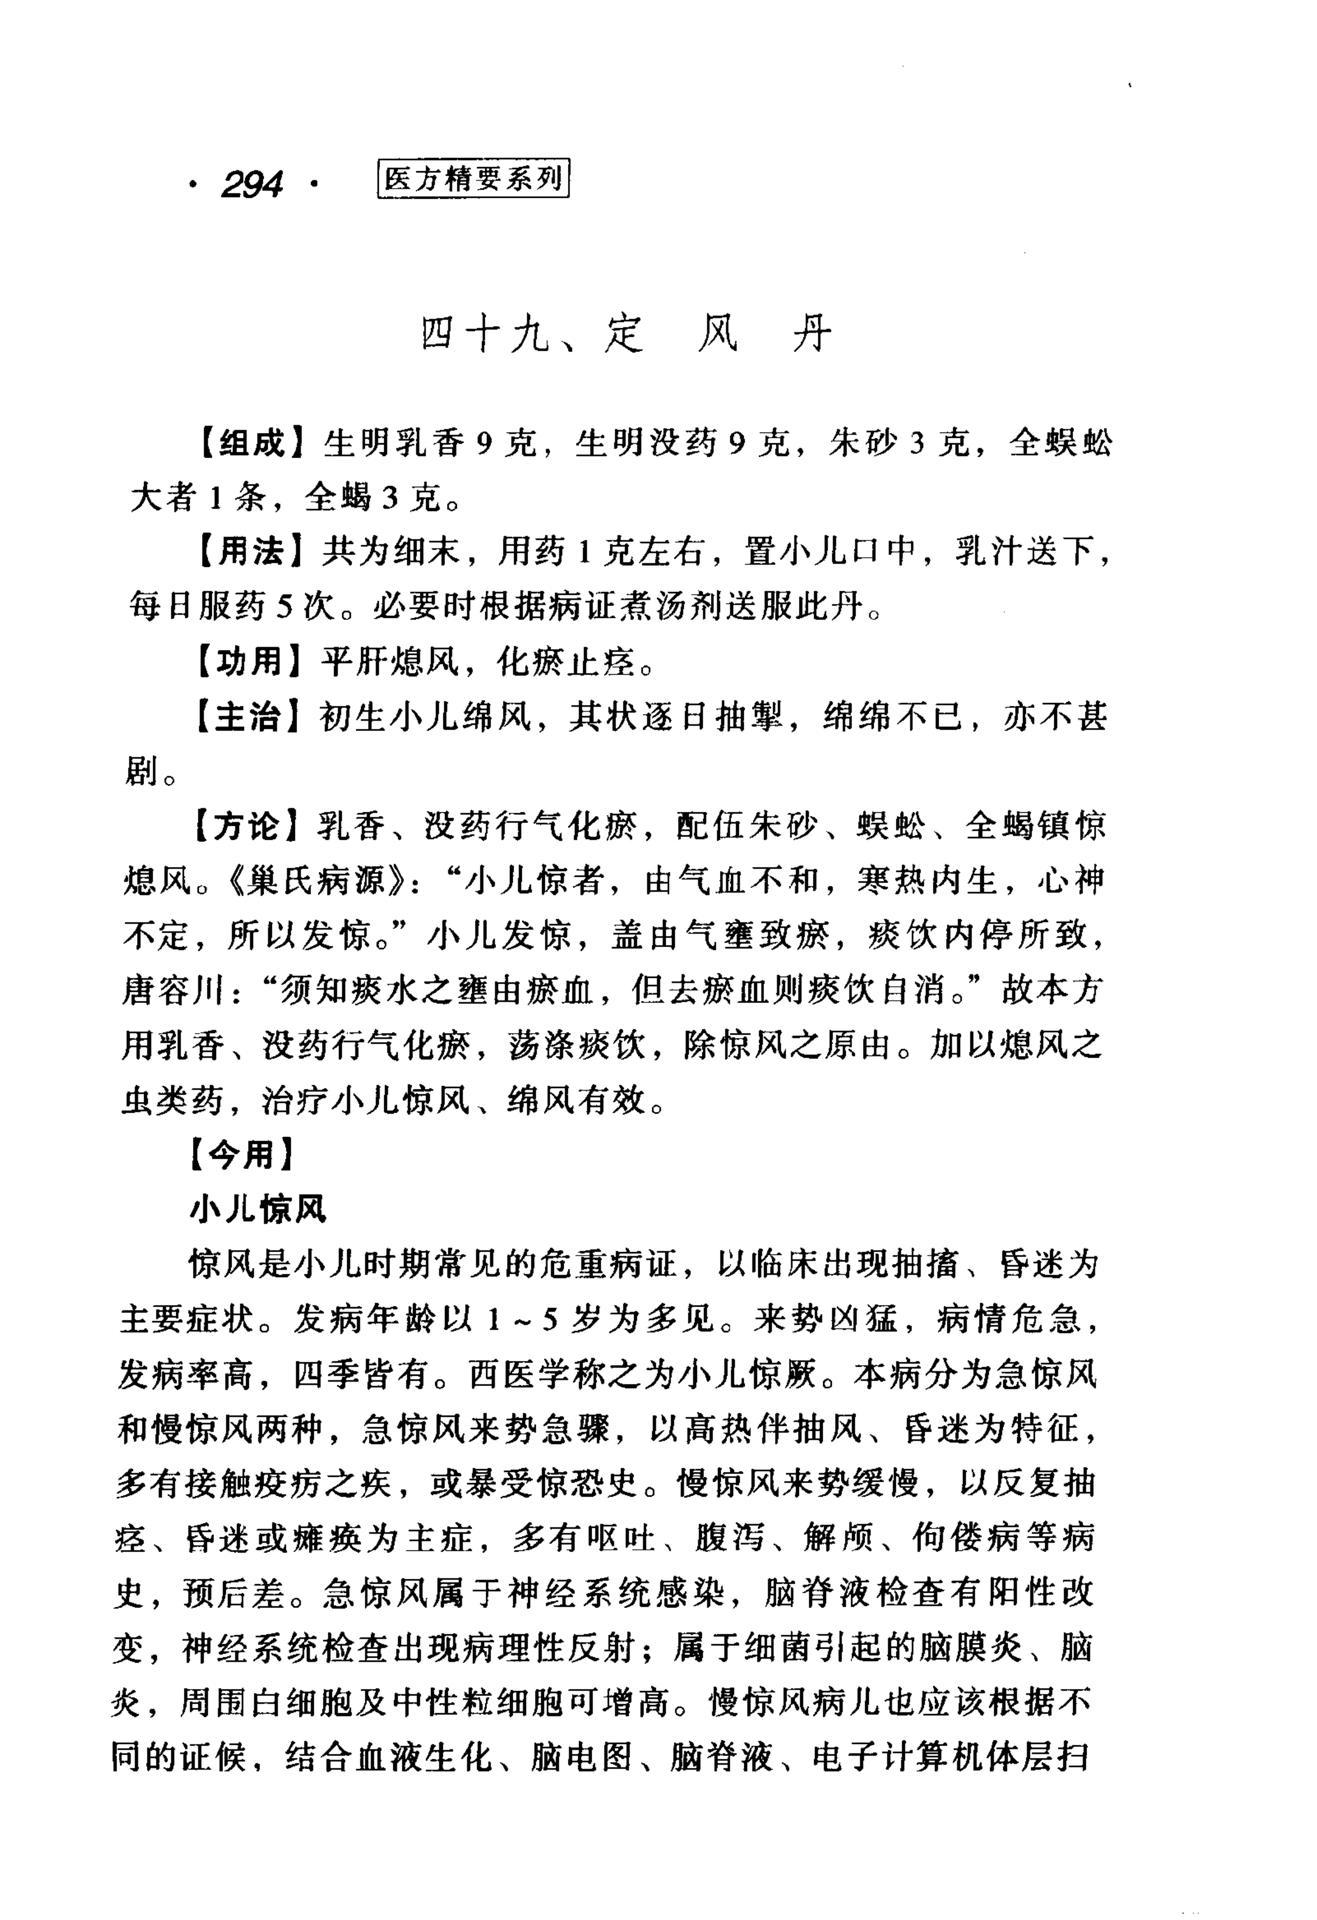 · 294 · 医方精要系列
四十九、定 风 丹
【组成】生明乳香 9 克，生明没药 9 克，朱砂 3 克，全蜈蚣
大者 1 条，全蝎 3 克。
【用法】共为细末，用药 1 克左右，置小儿口中，乳汁送下，
每日服药 5 次。必要时根据病证煮汤剂送服此丹。
【功用】平肝熄风，化瘀止痉。
【主治】初生小儿绵风，其状逐日抽掣，绵绵不已，亦不甚
剧。
【方论】乳香、没药行气化瘀，配伍朱砂、蜈蚣、全蝎镇惊
熄风。《巢氏病源》：“小儿惊者，由气血不和，寒热内生，心神
不定，所以发惊。”小儿发惊，盖由气壅致瘀，痰饮内停所致，
唐容川：“须知痰水之壅由瘀血，但去瘀血则痰饮自消。”故本方
用乳香、没药行气化瘀，荡涤痰饮，除惊风之原由。加以熄风之
虫类药，治疗小儿惊风、绵风有效。
【今用】
小儿惊风
惊风是小儿时期常见的危重病证，以临床出现抽搐、昏迷为
主要症状。发病年龄以 1～5 岁为多见。来势凶猛，病情危急，
发病率高，四季皆有。西医学称之为小儿惊厥。本病分为急惊风
和慢惊风两种，急惊风来势急骤，以高热伴抽风、昏迷为特征，
多有接触疫疠之疾，或暴受惊恐史。慢惊风来势缓慢，以反复抽
痉、昏迷或瘫痪为主症，多有呕吐、腹泻、解颅、佝偻病等病
史，预后差。急惊风属于神经系统感染，脑脊液检查有阳性改
变，神经系统检查出现病理性反射；属于细菌引起的脑膜炎、脑
炎，周围白细胞及中性粒细胞可增高。慢惊风病儿也应该根据不
同的证候，结合血液生化、脑电图、脑脊液、电子计算机体层扫